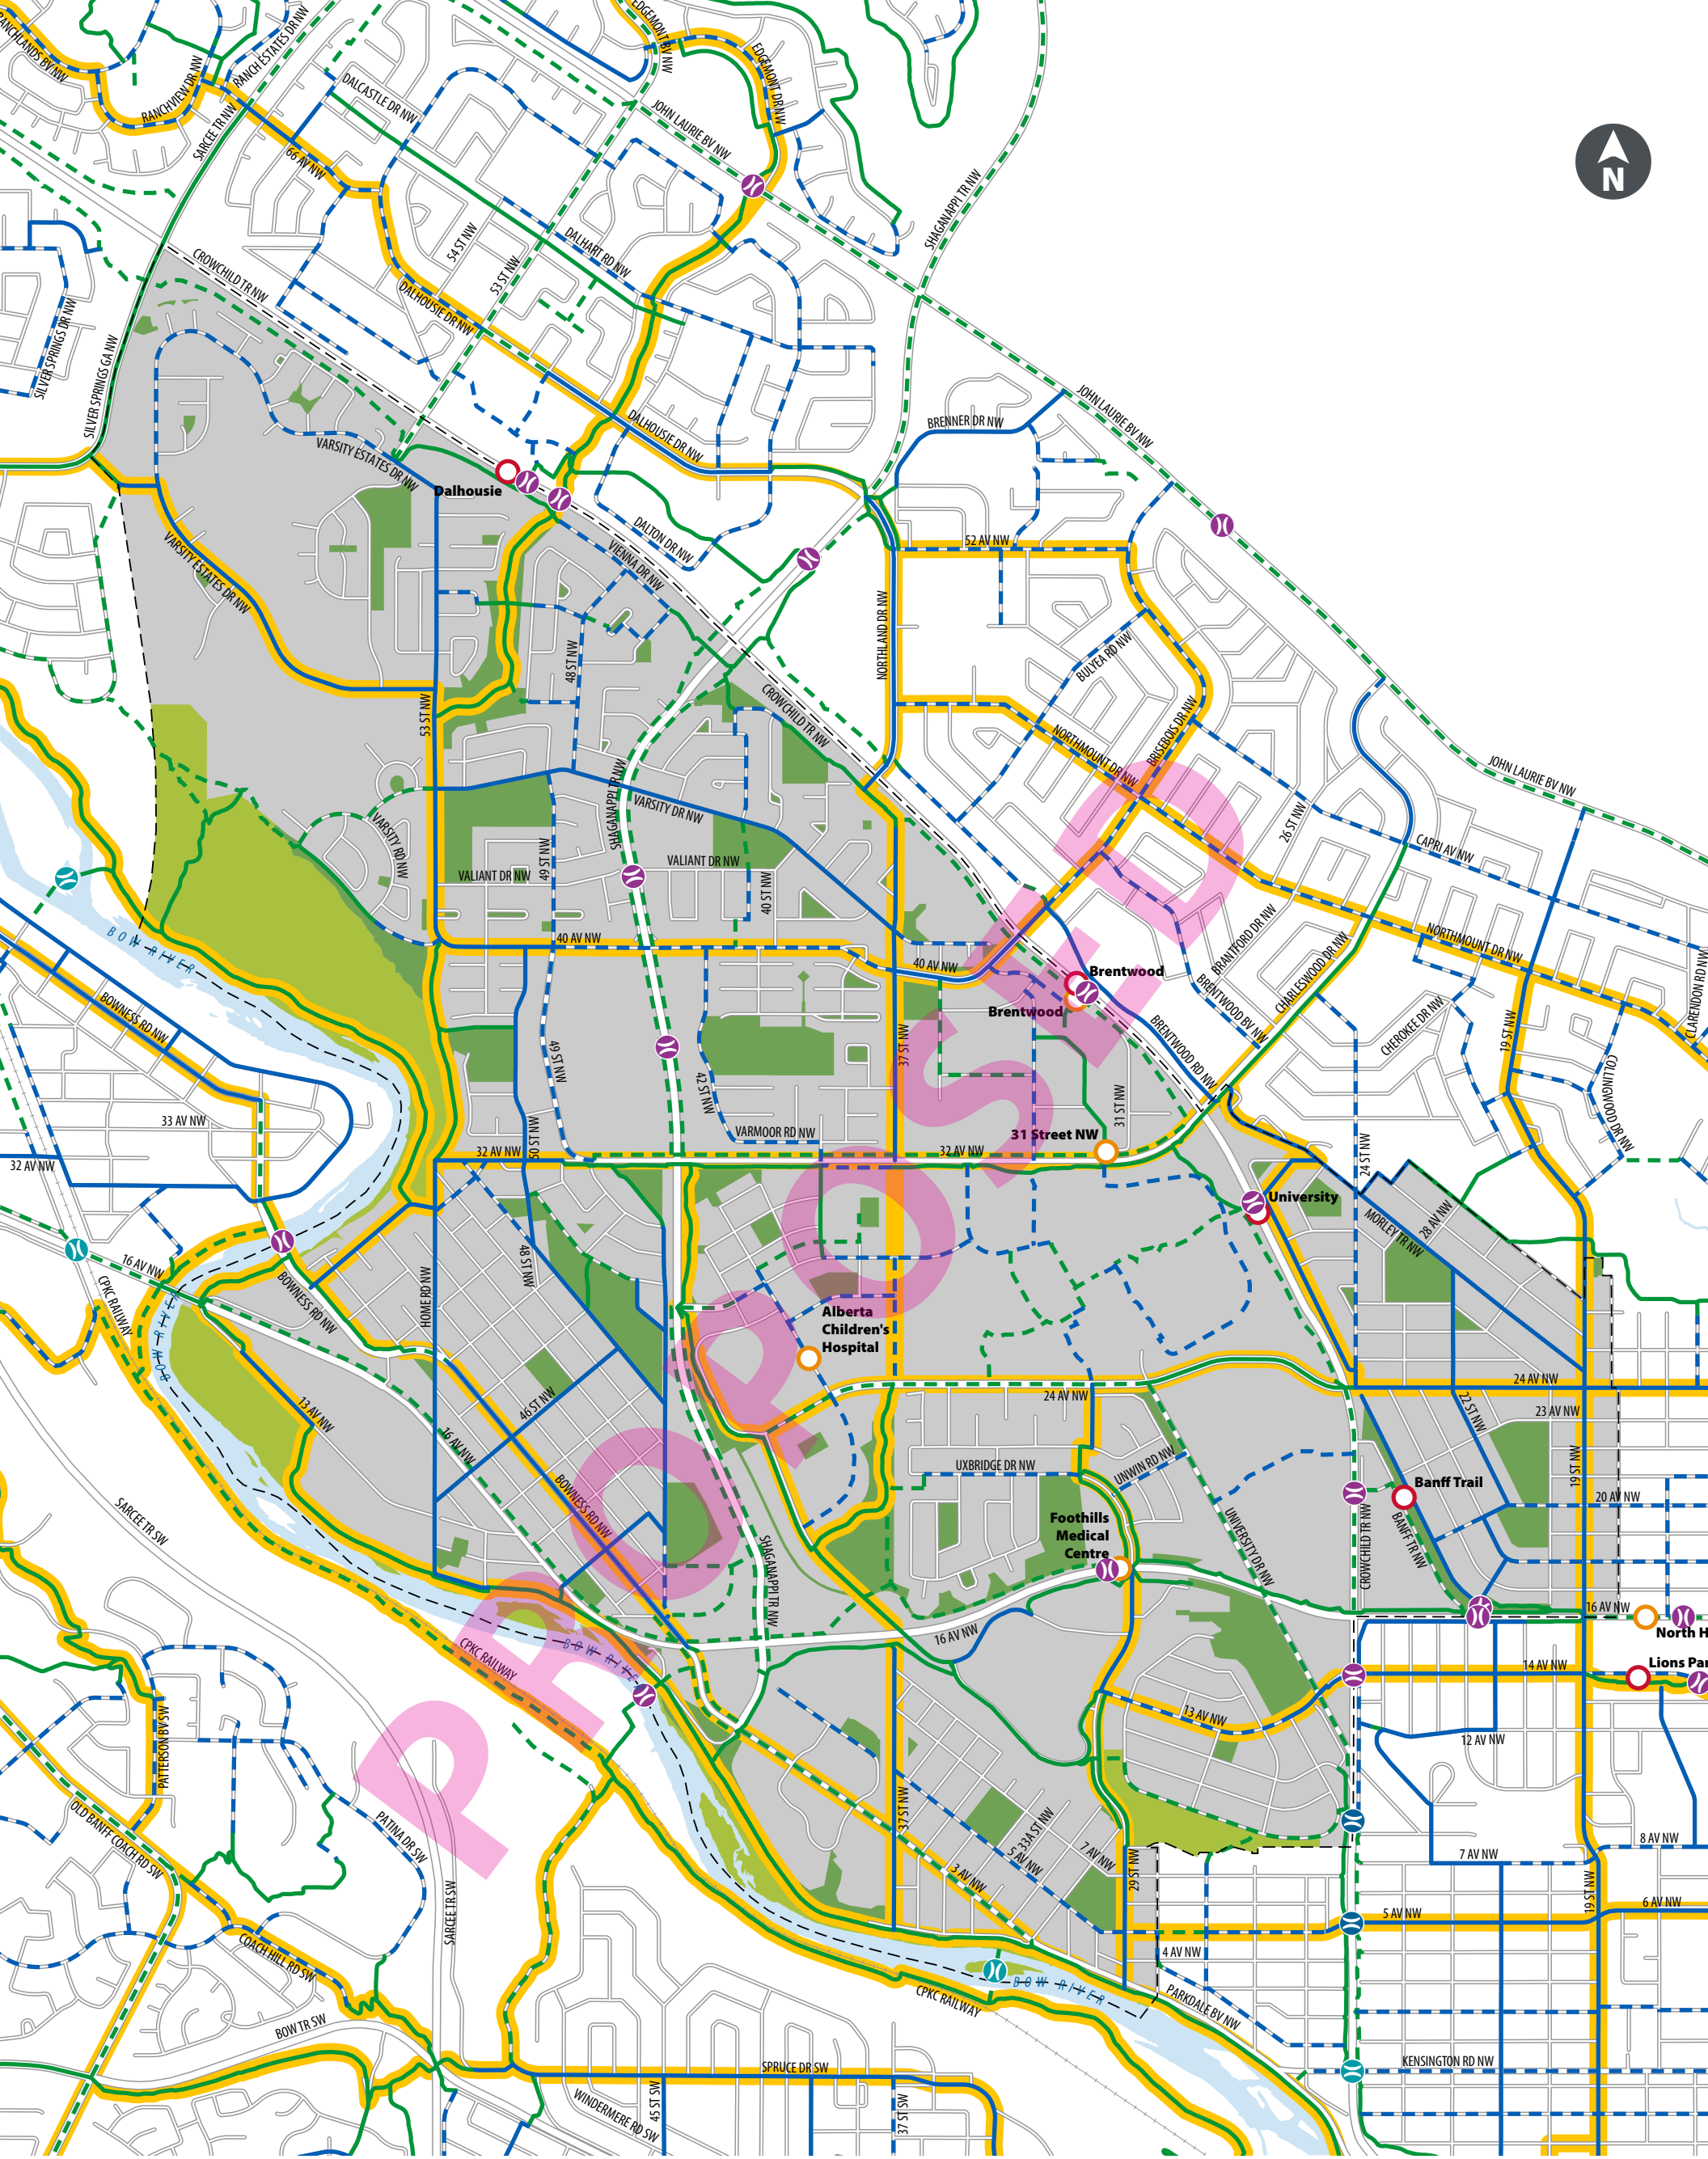 RANCHLANDS BV NW
RANCHVIEW DR NW
RANCH ESTATES DR NW
SARCEE TR NW
EDGEMONT BV NW
EDGEMONT DR NW
DALCASTLE DR NW
JOHN LAURIE BV NW
66 AV NW
N
SHAGANAPPI TR NW
54 ST NW
DALHART RD NW
53 ST NW
CROWCHILD TR NW
DALHOUSIE DR NW
SILVER SPRINGS DR NW
SILVER SPRINGS GA NW
DALHOUSIE DR NW
BRENNER DR NW
JOHN LAURIE BV NW
VARSITY ESTATES DR NW
Dalhousie
DALTON DR NW
VIENNA DR NW
52 AV NW
VARSITY ESTATES DR NW
NORTHLAND DR NW
48 ST NW
BULYEA RD NW
53 ST NW
CROWCHILD TR NW
BRISEBOIS DR NW
NORTHMOUNT DR NW
JOHN LAURIE BV NW
SHAGANAPPI TR NW
VARSITY DR NW
VARSITY RD NW
26 ST NW
CAPRI AV NW
VALIANT DR NW
VALIANT DR NW
49 ST NW
40 ST NW
BOW RIVER
40 AV NW
40 AV NW
BRANTFORD DR NW
NORTHMOUNT DR NW
CLARENDON RD NW
Brentwood
Brentwood
BRENTWOOD BV NW
CHARLESWOOD DR NW
BOWNESS RD NW
37 ST NW
BRENTWOOD RD NW
CHEROKEE DR NW
19 ST NW
COLLINGWOOD DR NW
49 ST NW
42 ST NW
31 ST NW
33 AV NW
50 ST NW
VARMOOR RD NW
31 Street NW
32 AV NW
32 AV NW
32 AV NW
24 ST NW
University
MORLEY TR NW
28 AV NW
16 AV NW
48 ST NW
CPKC RAILWAY
BOWNESS RD NW
HOME RD NW
BOW RIVER
Alberta
Children's
Hospital
24 AV NW
24 AV NW
13 AV NW
46 ST NW
16 AV NW
22 ST NW
23 AV NW
UXBRIDGE DR NW
UNWIN RD NW
19 ST NW
Banff Trail
20 AV NW
SARCEE TR SW
BOWNESS RD NW
Foothills
Medical
Centre
UNIVERSITY DR NW
CROWCHILD TR NW
BANFF TR NW
SHAGANAPPI TR NW
16 AV NW
16 AV NW
North H
CPKC RAILWAY
BOW RIVER
14 AV NW
Lions Par
PATTERSON BV SW
13 AV NW
12 AV NW
OLD BANFF COACH RD SW
PATINA DR SW
37 ST NW
33A ST NW
5 AV NW
7 AV NW
3 AV NW
29 ST NW
8 AV NW
7 AV NW
19 ST NW
SARCEE TR SW
COACH HILL RD SW
5 AV NW
6 AV NW
4 AV NW
BOW RIVER
CPKC RAILWAY
PARKDALE BV NW
BOW TR SW
SPRUCE DR SW
KENSINGTON RD NW
WINDERMERE RD SW
45 ST SW
37 ST SW
PROPOSED